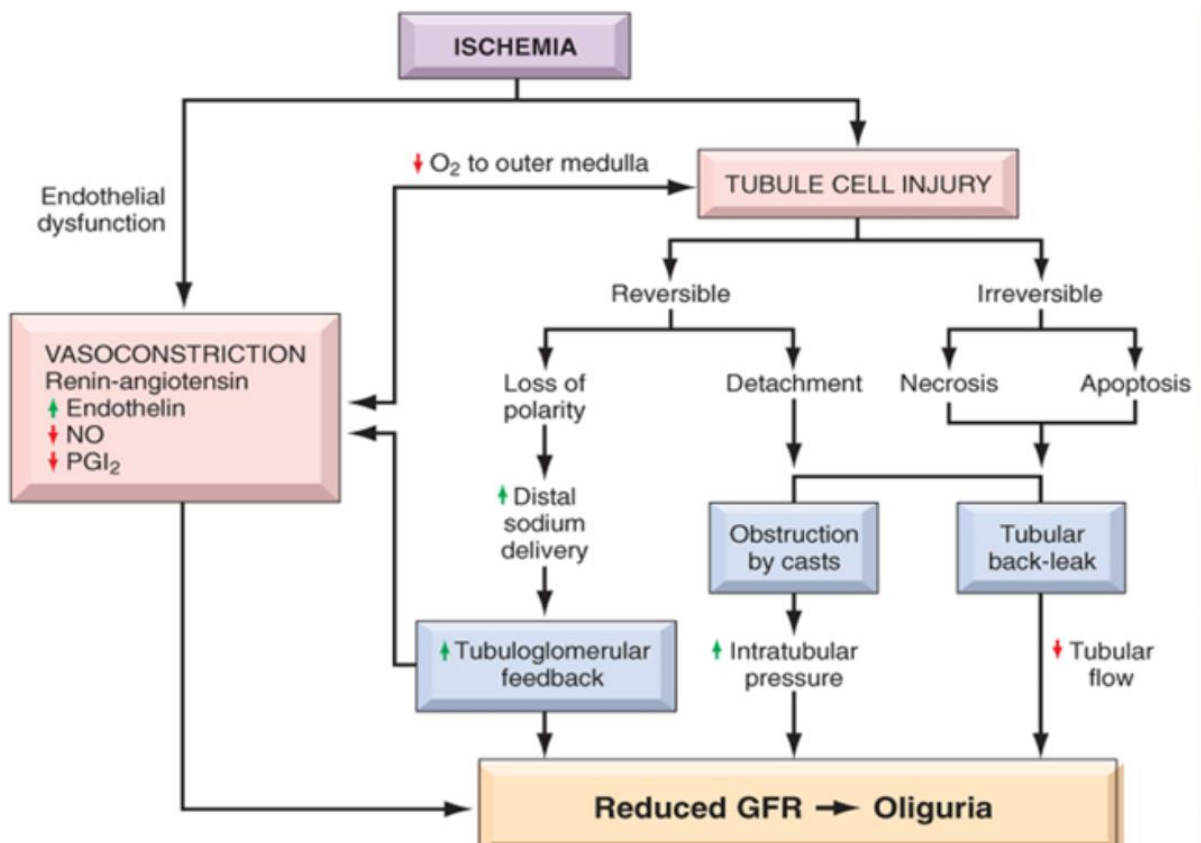 ISCHEMIA
↓ O₂ to outer medulla
TUBULE CELL INJURY
Endothelial
dysfunction
Reversible
Irreversible
VASOCONSTRICTION
Renin-angiotensin
↑ Endothelin
↓ NO
↓ PGI₂
Loss of
polarity
Detachment
Necrosis
Apoptosis
↑ Distal
sodium
delivery
Obstruction
by casts
Tubular
back-leak
↑ Tubuloglomerular
feedback
↑ Intratubular
pressure
↓ Tubular
flow
Reduced GFR → Oliguria